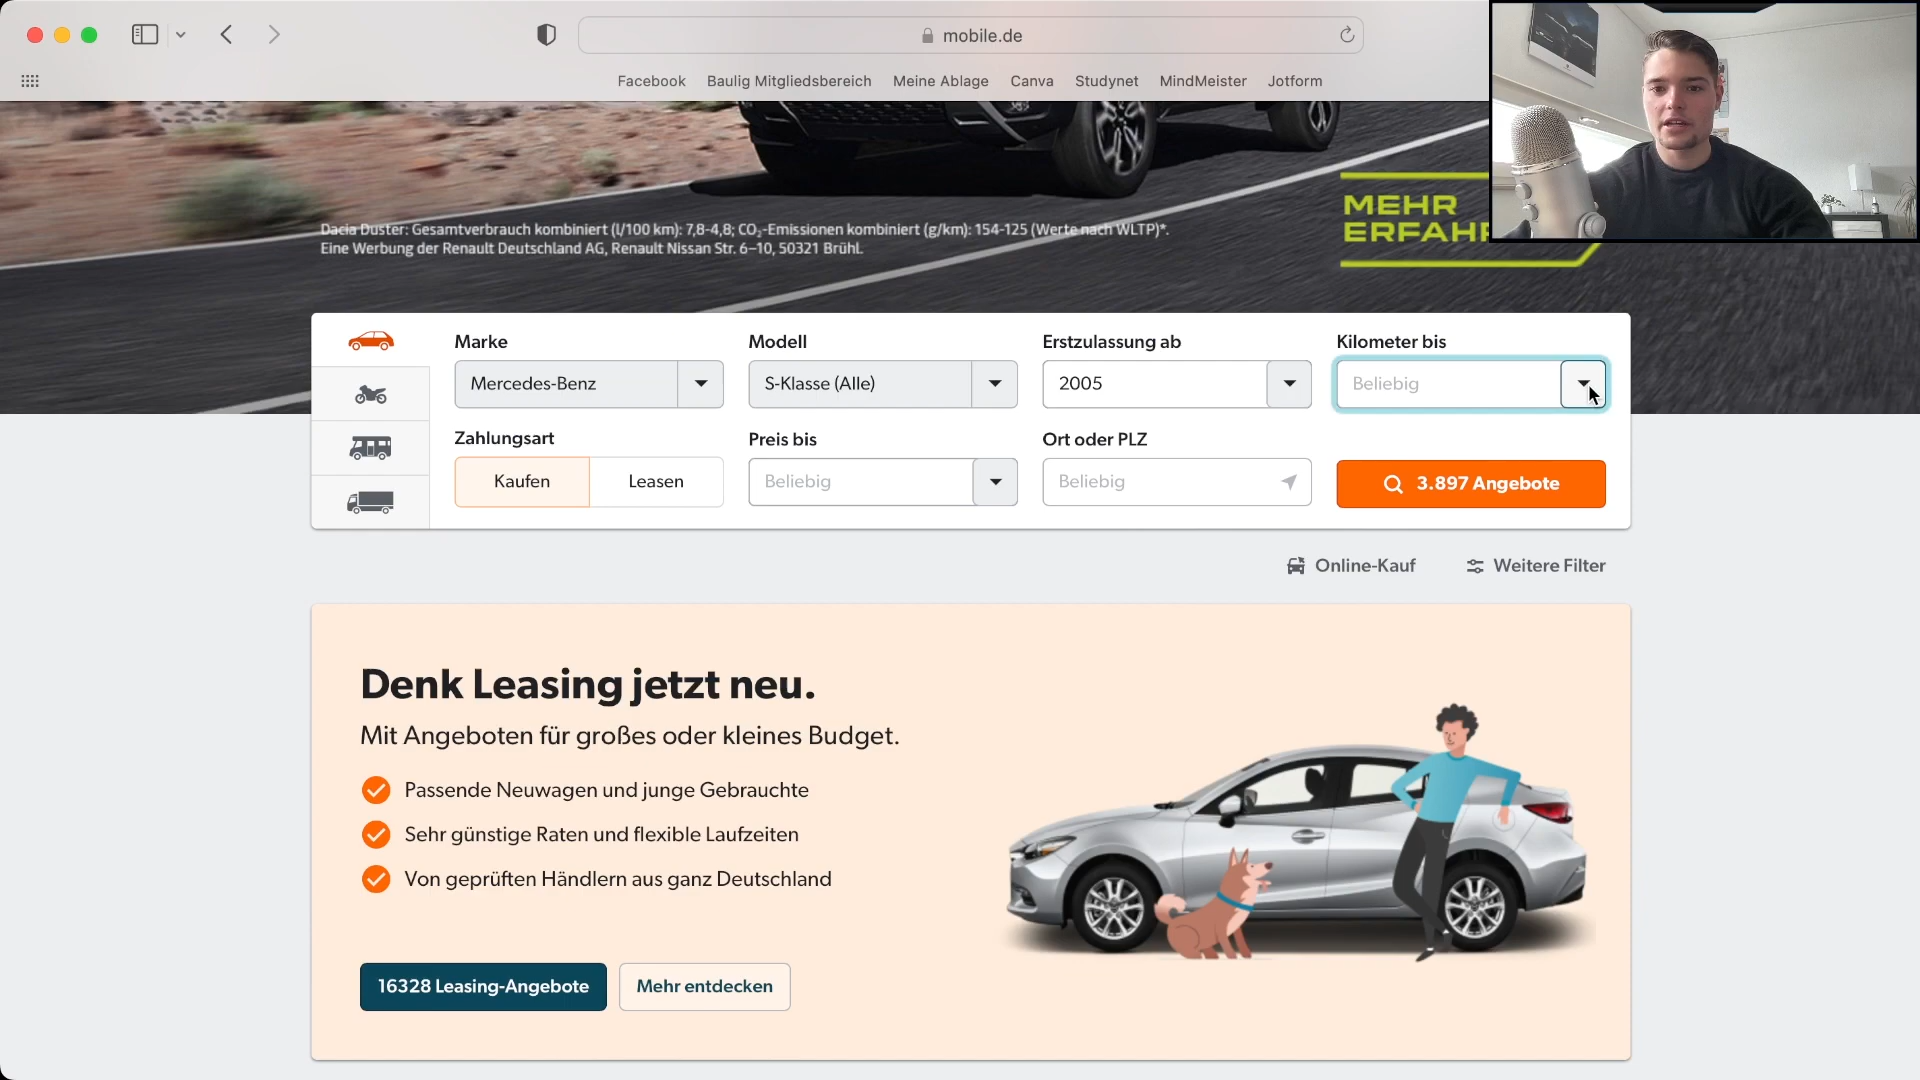 mobile.de
Facebook
Baulig Mitgliedsbereich
Meine Ablage
Canva
Studynet
MindMeister
Jotform
Dacia Duster: Gesamtverbrauch kombiniert (l/100 km): 7,8-4,8; CO₂-Emissionen kombiniert (g/km): 154-125 (Werte nach WLTP)*.
Eine Werbung der Renault Deutschland AG, Renault Nissan Str. 6–10, 50321 Brühl.
MEHR
Marke
Modell
Erstzulassung ab
Kilometer bis
Mercedes-Benz
S-Klasse (Alle)
2005
Beliebig
Zahlungsart
Preis bis
Ort oder PLZ
Kaufen
Leasen
Beliebig
Beliebig
3.897 Angebote
Online-Kauf
Weitere Filter
Denk Leasing jetzt neu.
Mit Angeboten für großes oder kleines Budget.
Passende Neuwagen und junge Gebrauchte
Sehr günstige Raten und flexible Laufzeiten
Von geprüften Händlern aus ganz Deutschland
16328 Leasing-Angebote
Mehr entdecken